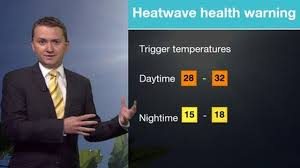 Heatwave health warning
Trigger temperatures
Daytime 28 - 32
Nightime 15 - 18